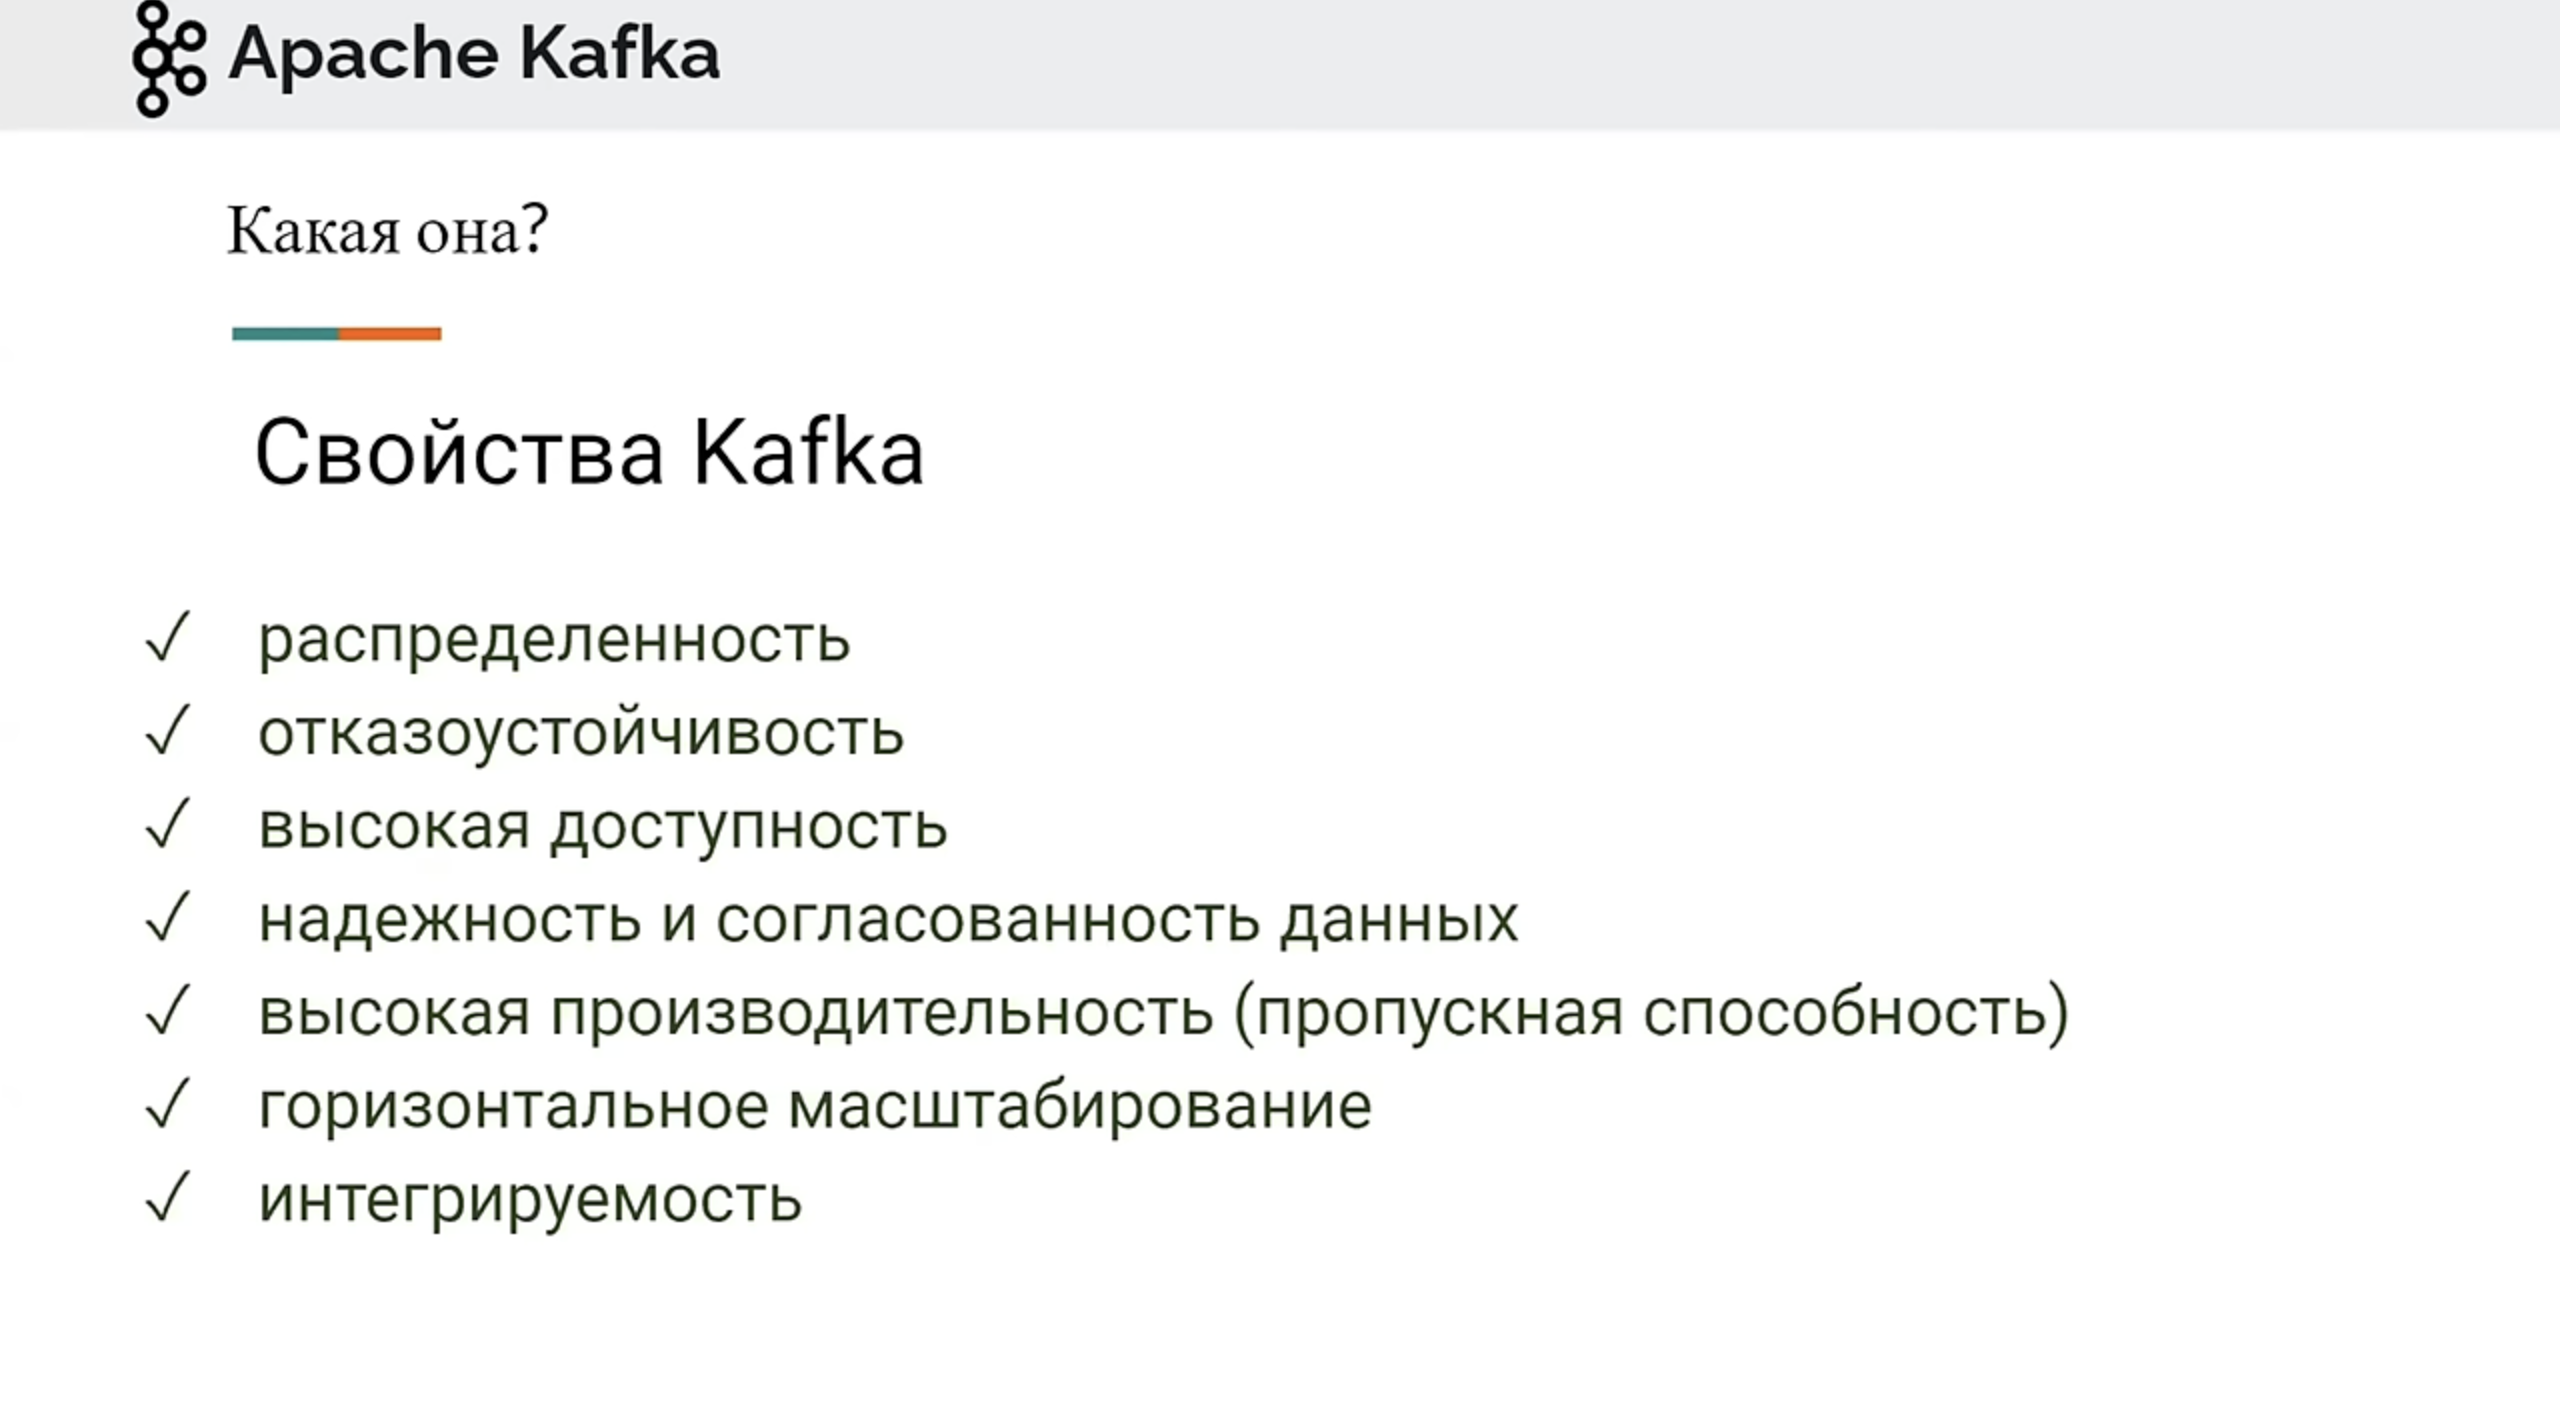 Apache Kafka
Какая она?
Свойства Kafka
✓ распределенность
✓ отказоустойчивость
✓ высокая доступность
✓ надежность и согласованность данных
✓ высокая производительность (пропускная способность)
✓ горизонтальное масштабирование
✓ интегрируемость